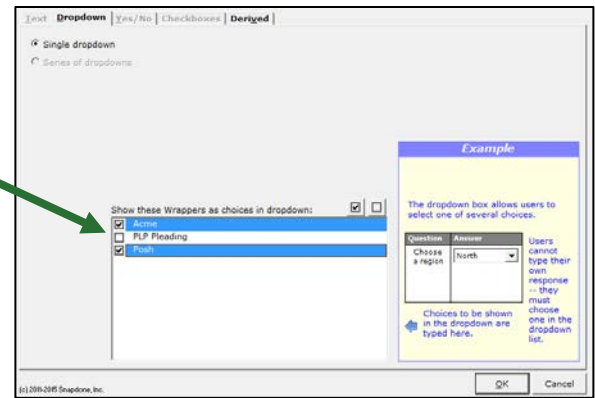 Text Dropdown Yes/No Checkboxes Derived
Single dropdown
Series of dropdowns
Show these Wrappers as choices in dropdown:
Acme
PLP Pleading
Posh
Example
The dropdown box allows users to
select one of several choices.
Question Answer
Choose
a region
North
Users
cannot
type their
own
response
-- they
must
choose
one in the
dropdown
list.
Choices to be shown
in the dropdown are
typed here.
(c) 2011-2015 Snapdone, Inc.
OK Cancel